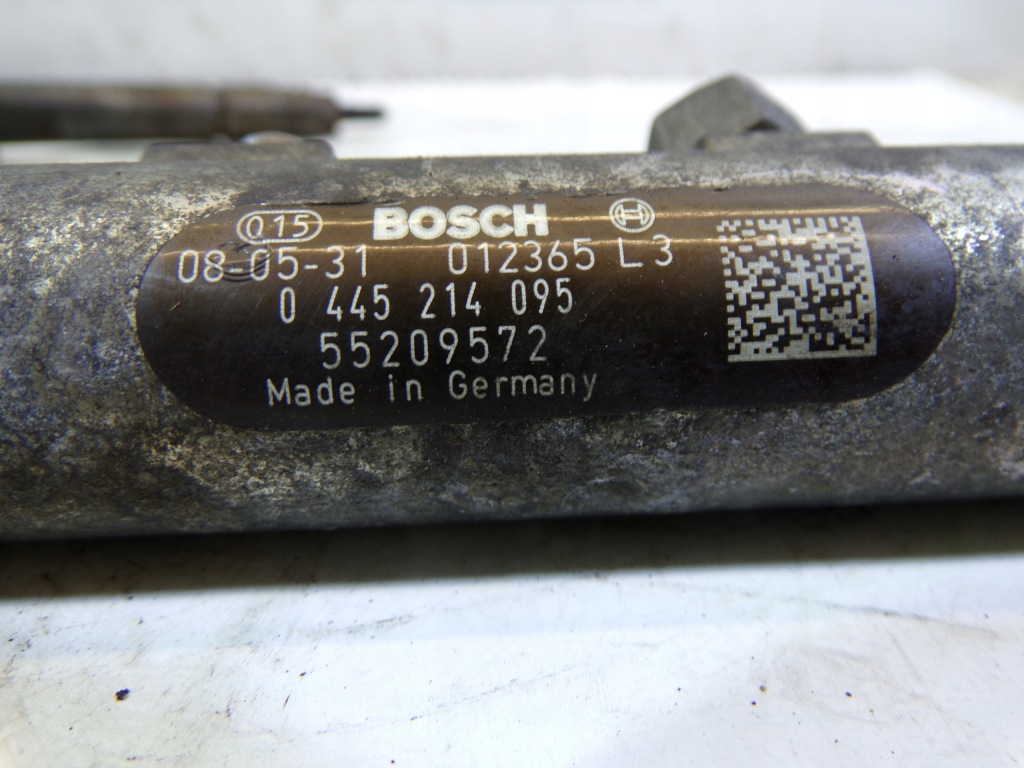 015 BOSCH
08-05-31 012365 L3
0 445 214 095
55209572
Made in Germany